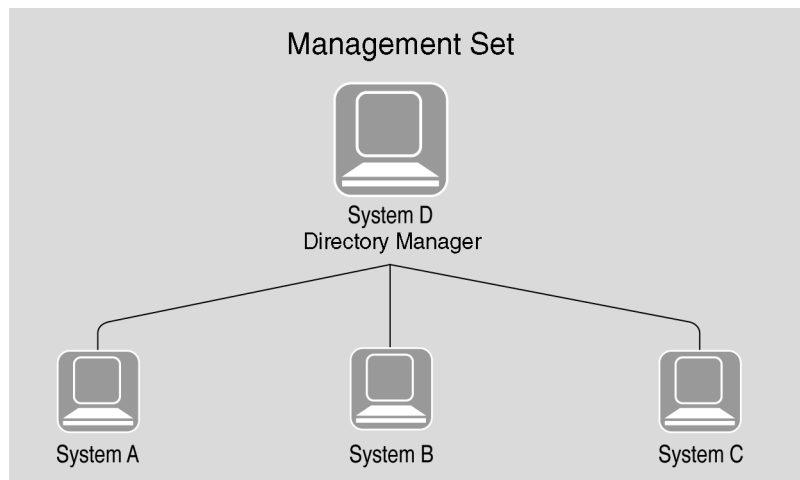 Management Set
System D
Directory Manager
System A
System B
System C